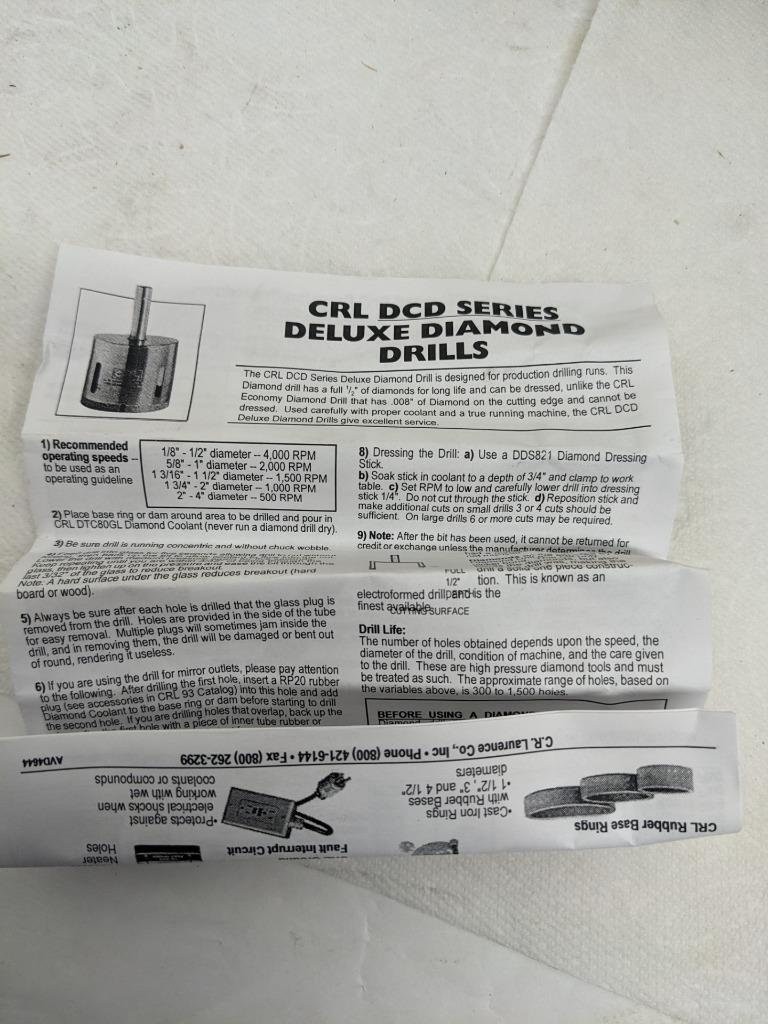 CRL DCD SERIES
DELUXE DIAMOND
DRILLS
The CRL DCD Series Deluxe Diamond Drill is designed for production drilling runs. This
Diamond drill has a full 1/2" of diamonds for long life and can be dressed, unlike the CRL
Economy Diamond Drill that has .008" of Diamond on the cutting edge and cannot be
dressed. Used carefully with proper coolant and a true running machine, the CRL DCD
Deluxe Diamond Drills give excellent service.
1) Recommended
operating speeds --
to be used as an
operating guideline
1/8" - 1/2" diameter -- 4,000 RPM
5/8" - 1" diameter -- 2,000 RPM
1 3/16" - 1 1/2" diameter -- 1,500 RPM
1 3/4" - 2" diameter -- 1,000 RPM
2" - 4" diameter -- 500 RPM
2) Place base ring or dam around area to be drilled and pour in
CRL DTC80GL Diamond Coolant (never run a diamond drill dry).
3) Be sure drill is running concentric and without chuck wobble.
last 3/32" of the glass to reduce breakout.
Note: A hard surface under the glass reduces breakout (hard
board or wood).
5) Always be sure after each hole is drilled that the glass plug is
removed from the drill. Holes are provided in the side of the tube
for easy removal. Multiple plugs will sometimes jam inside the
drill, and in removing them, the drill will be damaged or bent out
of round, rendering it useless.
6) If you are using the drill for mirror outlets, please pay attention
to the following. After drilling the first hole, insert a RP20 rubber
plug (see accessories in CRL 93 Catalog) into this hole and add
Diamond Coolant to the base ring or dam before starting to drill
the second hole. If you are drilling holes that overlap, back up the
first hole with a piece of inner tube rubber or
8) Dressing the Drill: a) Use a DDS821 Diamond Dressing
Stick.
b) Soak stick in coolant to a depth of 3/4" and clamp to work
table. c) Set RPM to low and carefully lower drill into dressing
stick 1/4". Do not cut through the stick. d) Reposition stick and
make additional cuts on small drills 3 or 4 cuts should be
sufficient. On large drills 6 or more cuts may be required.
9) Note: After the bit has been used, it cannot be returned for
credit or exchange unless the manufacturer determines the drill
FULL
1/2"
tion. This is known as an
electroformed drill and is the
finest available.
CUTTING SURFACE
Drill Life:
The number of holes obtained depends upon the speed, the
diameter of the drill, condition of machine, and the care given
to the drill. These are high pressure diamond tools and must
be treated as such. The approximate range of holes, based on
the variables above, is 300 to 1,500 holes.
BEFORE USING A
CRL Rubber Base Rings
•Cast Iron Rings
with Rubber Bases
•1 1/2", 3" and 4 1/2"
diameters
Fault Interrupt Circuit
•Protects against
electrical shocks when
working with wet
coolants or compounds
Neater
Holes
C.R. Laurence Co., Inc • Phone (800) 421-6144 • Fax (800) 262-3299
AVD4644